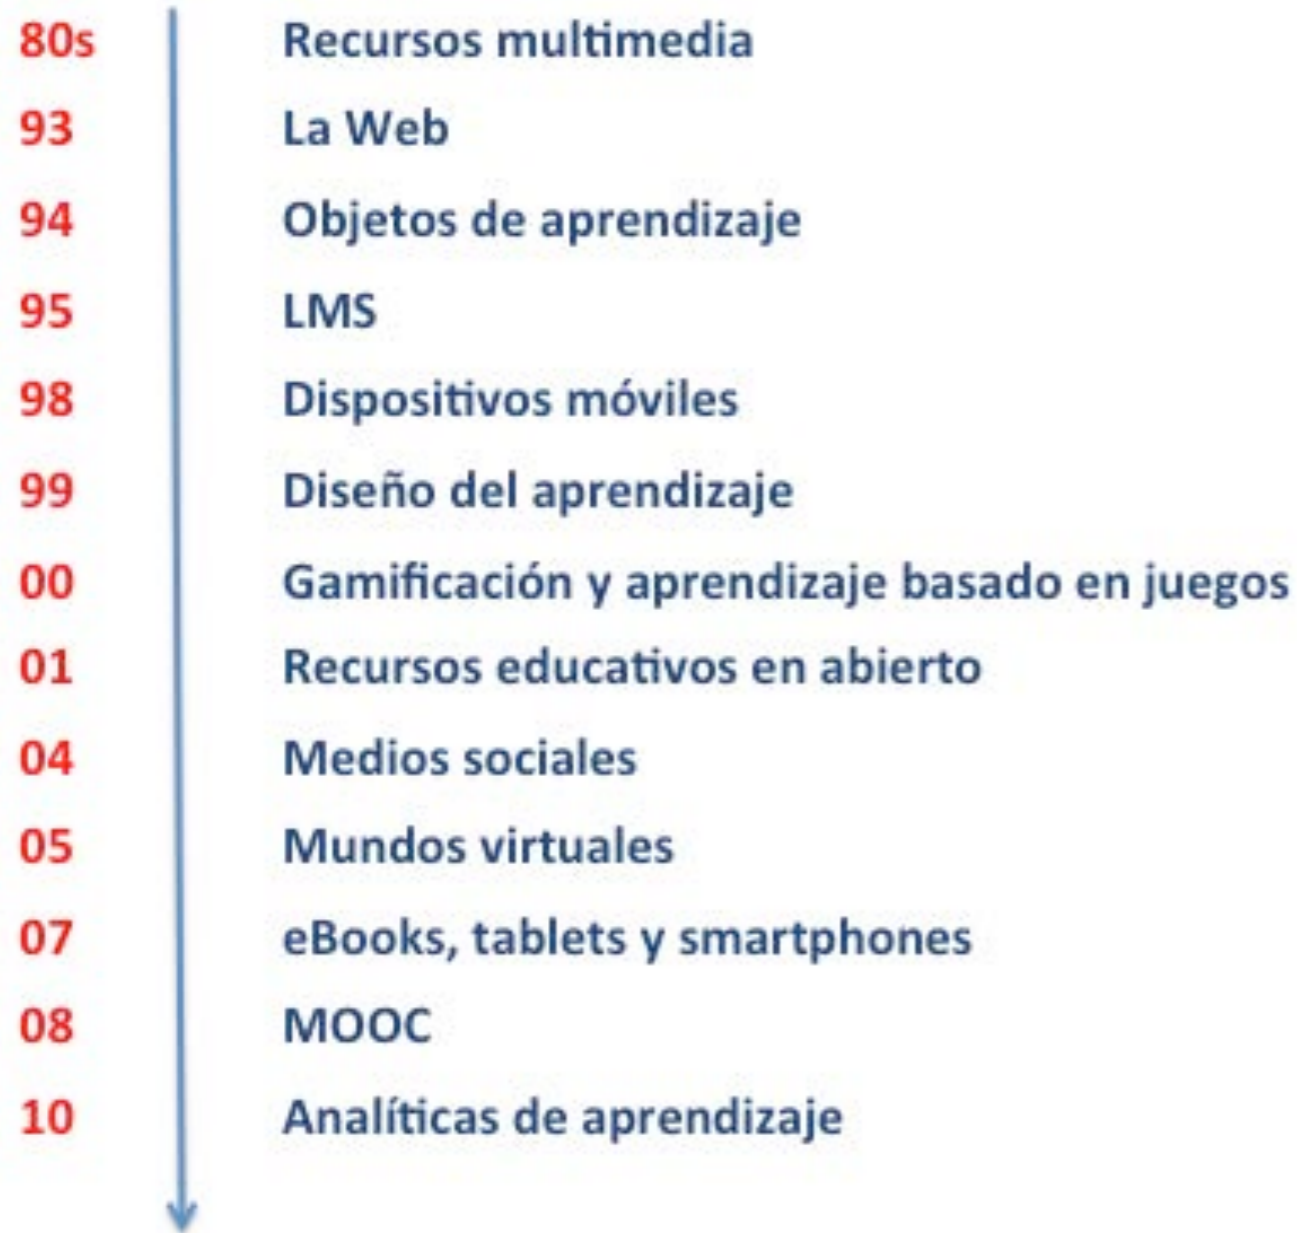 80s Recursos multimedia
93 La Web
94 Objetos de aprendizaje
95 LMS
98 Dispositivos móviles
99 Diseño del aprendizaje
00 Gamificación y aprendizaje basado en juegos
01 Recursos educativos en abierto
04 Medios sociales
05 Mundos virtuales
07 eBooks, tablets y smartphones
08 MOOC
10 Analíticas de aprendizaje